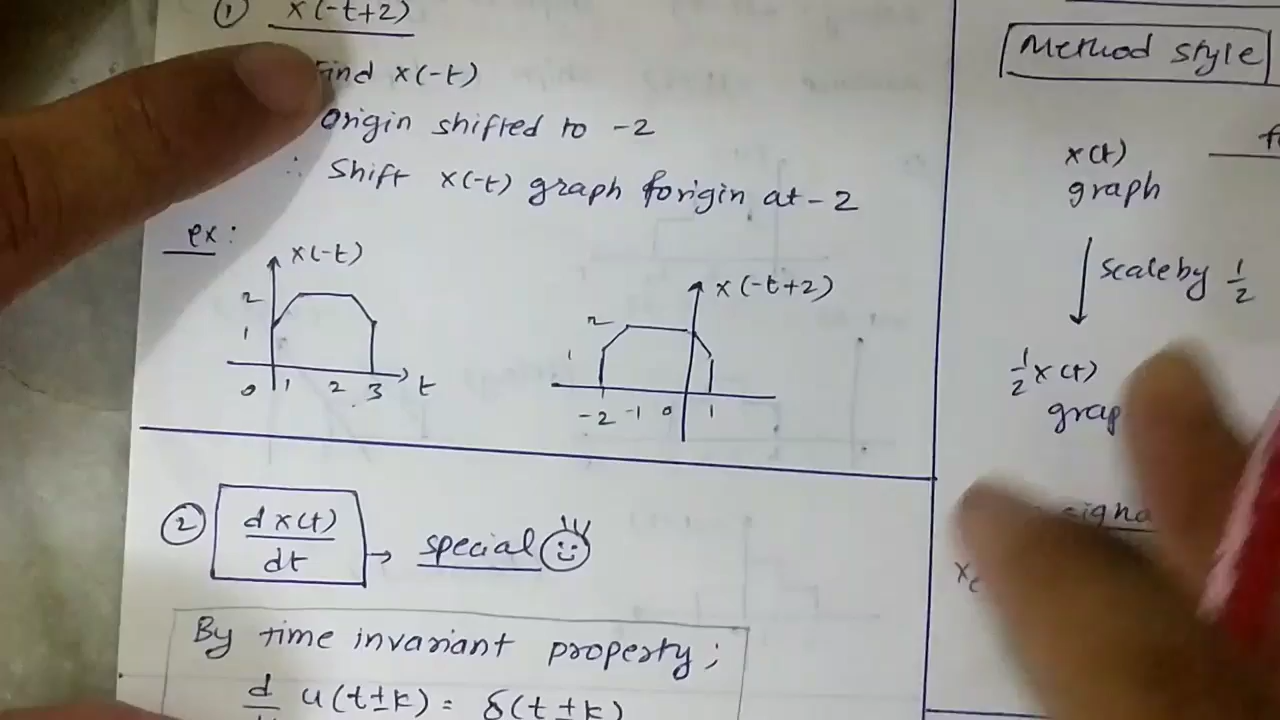 ① x(-t+2)
Find x(-t)
Origin shifted to -2
∴ Shift x(-t) graph forigin at -2
ex:
x(-t)
2
1
0 1 2 3 t
x(-t+2)
2
1
-2 -1 0 1
② dx(t)
dt
→ special
By time invariant property;
d u(t±k) = δ(t±k)
Method style
x(t)
graph
scale by 1/2
1/2 x(t)